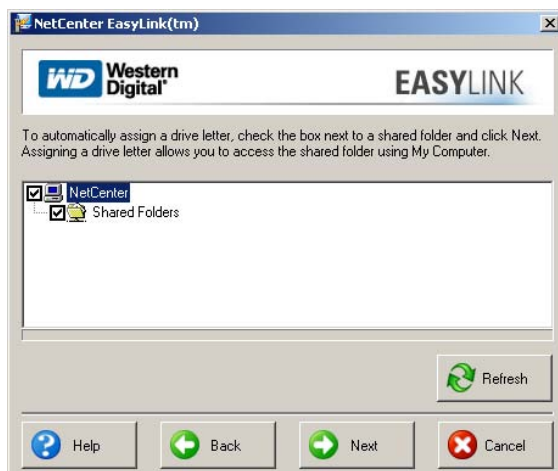 NetCenter EasyLink(tm)
WD Western Digital®
EASYLINK
To automatically assign a drive letter, check the box next to a shared folder and click Next.
Assigning a drive letter allows you to access the shared folder using My Computer.
NetCenter
Shared Folders
Refresh
Help
Back
Next
Cancel